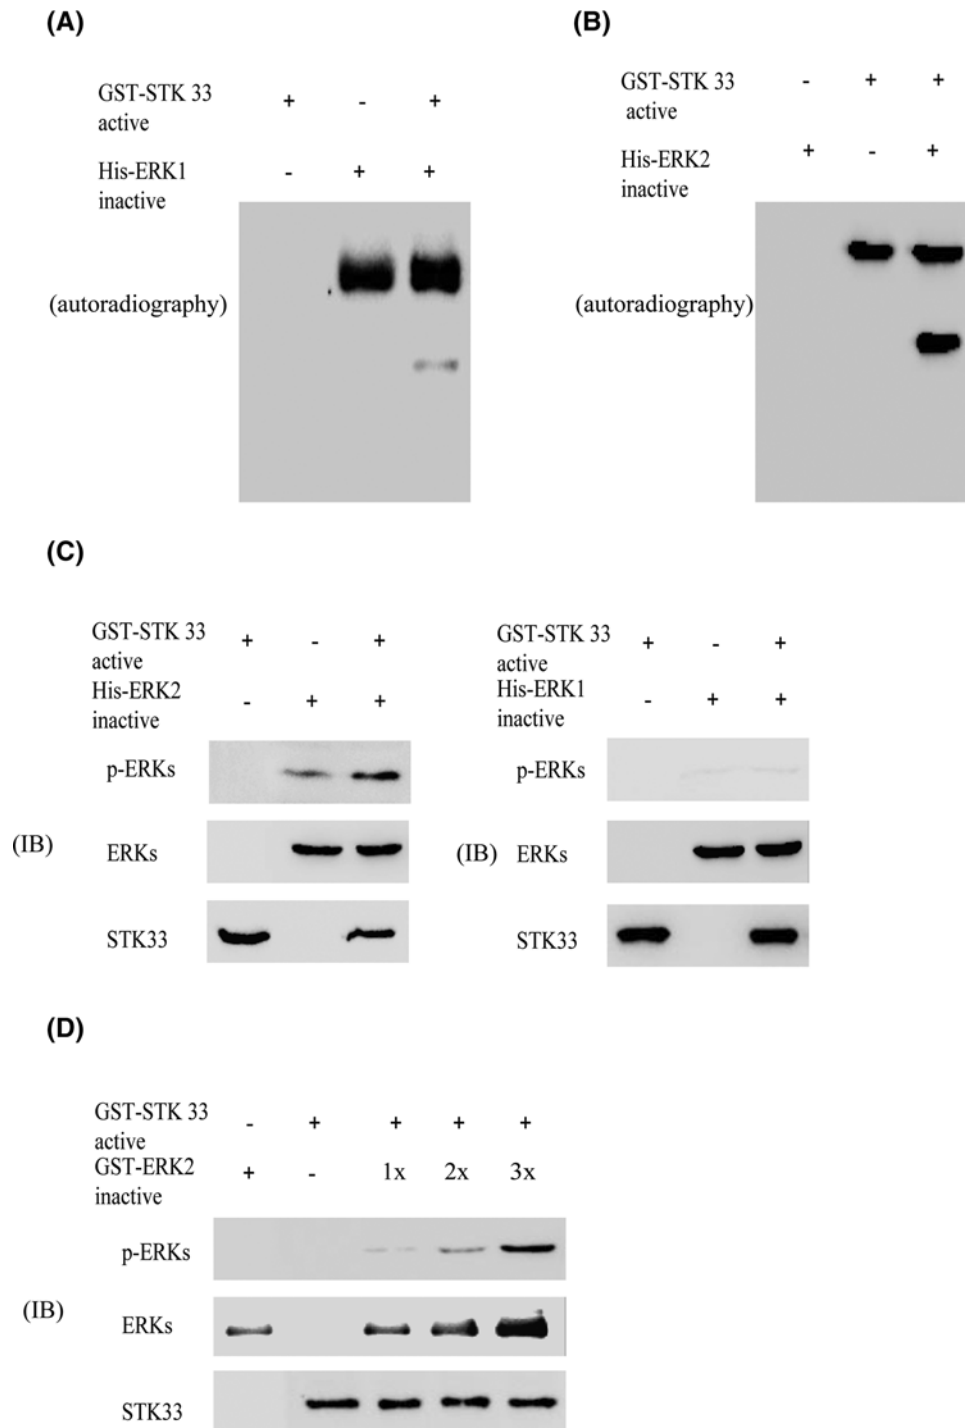 (A)
GST-STK 33 + - +
active
His-ERK1 - + +
inactive
(autoradiography)
(B)
GST-STK 33 - + +
active
His-ERK2 + - +
inactive
(autoradiography)
(C)
GST-STK 33 + - +
active
His-ERK2 - + +
inactive
p-ERKs
(IB) ERKs
STK33
GST-STK 33 + - +
active
His-ERK1 - + +
inactive
p-ERKs
(IB) ERKs
STK33
(D)
GST-STK 33 - + + + +
active
GST-ERK2 + - 1x 2x 3x
inactive
p-ERKs
(IB) ERKs
STK33